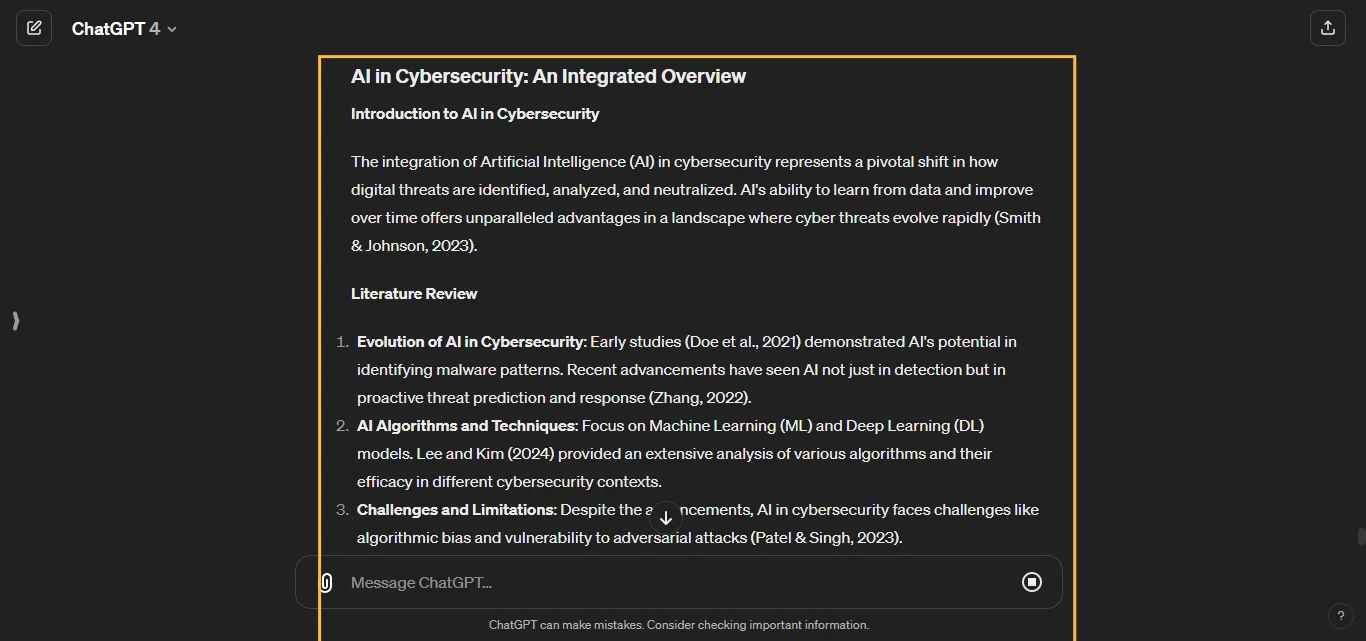 ChatGPT 4
AI in Cybersecurity: An Integrated Overview
Introduction to AI in Cybersecurity
The integration of Artificial Intelligence (AI) in cybersecurity represents a pivotal shift in how
digital threats are identified, analyzed, and neutralized. AI's ability to learn from data and improve
over time offers unparalleled advantages in a landscape where cyber threats evolve rapidly (Smith
& Johnson, 2023).
Literature Review
1. Evolution of AI in Cybersecurity: Early studies (Doe et al., 2021) demonstrated AI's potential in
identifying malware patterns. Recent advancements have seen AI not just in detection but in
proactive threat prediction and response (Zhang, 2022).
2. AI Algorithms and Techniques: Focus on Machine Learning (ML) and Deep Learning (DL)
models. Lee and Kim (2024) provided an extensive analysis of various algorithms and their
efficacy in different cybersecurity contexts.
3. Challenges and Limitations: Despite the a ncements, AI in cybersecurity faces challenges like
algorithmic bias and vulnerability to adversarial attacks (Patel & Singh, 2023).
Message ChatGPT...
ChatGPT can make mistakes. Consider checking important information.
?